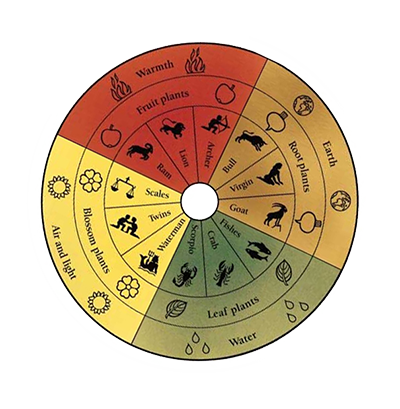 Warmth
Fruit plants
Ram
Lion
Archer
Earth
Root plants
Bull
Virgin
Goat
Water
Leaf plants
Fishes
Crab
Scorpio
Air and light
Blossom plants
Waterman
Twins
Scales